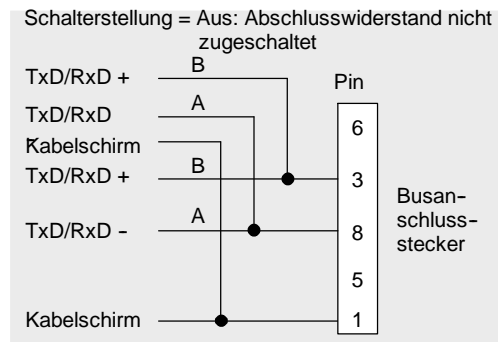 Schalterstellung = Aus: Abschlusswiderstand nicht
zugeschaltet
TxD/RxD +
B
Pin
TxD/RxD
A
6
-
Kabelschirm
TxD/RxD +
B
3
Busan-
schluss-
stecker
TxD/RxD -
A
8
5
Kabelschirm
1